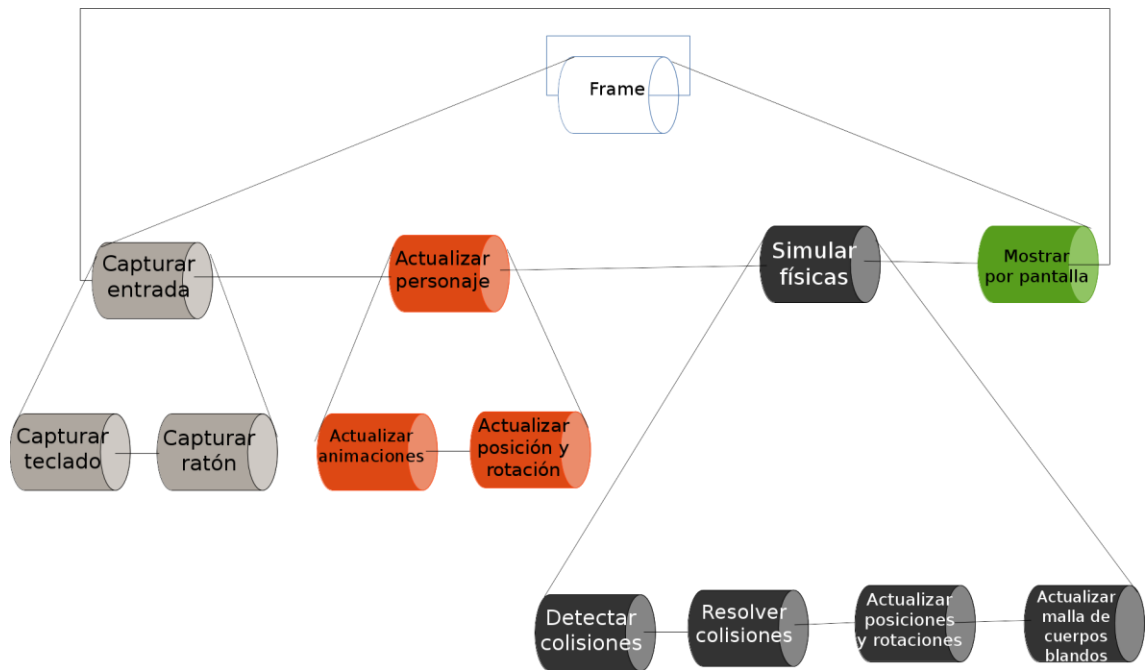 Frame
Capturar
entrada
Actualizar
personaje
Simular
físicas
Mostrar
por pantalla
Capturar
teclado
Capturar
ratón
Actualizar
animaciones
Actualizar
posición y
rotación
Detectar
colisiones
Resolver
colisiones
Actualizar
posiciones
y rotaciones
Actualizar
malla de
cuerpos
blandos